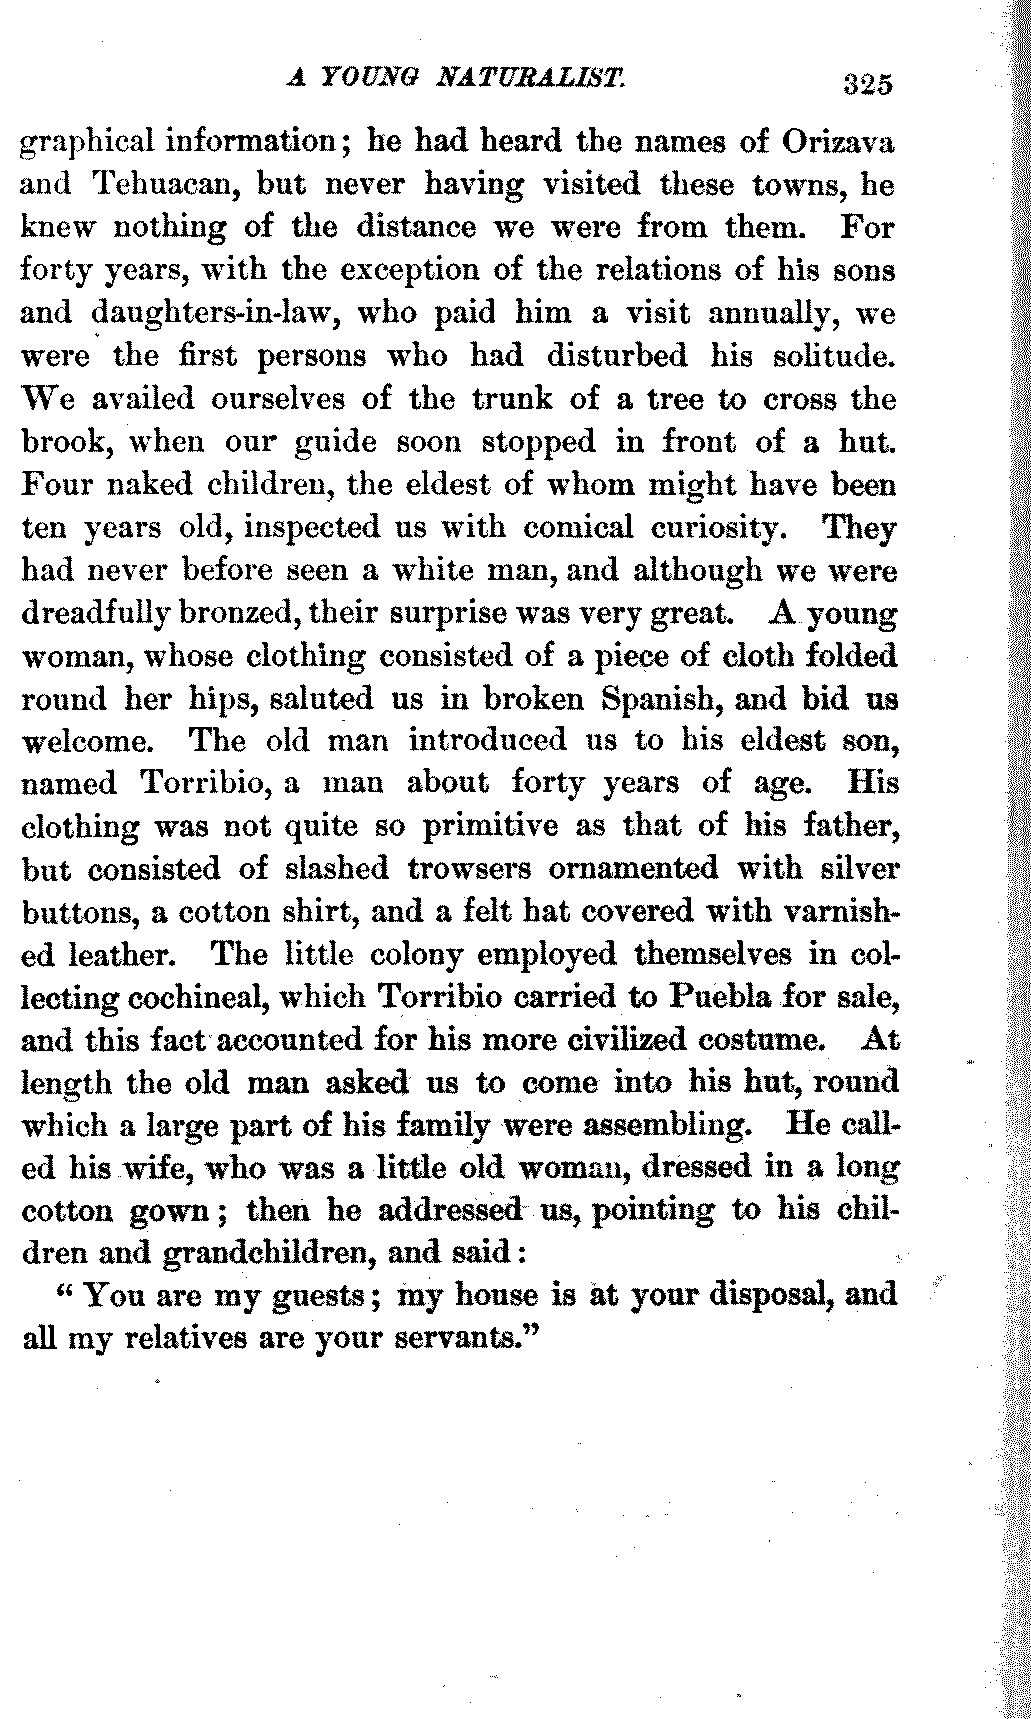 A YOUNG NATURALIST. 325
graphical information; he had heard the names of Orizava
and Tehuacan, but never having visited these towns, he
knew nothing of the distance we were from them. For
forty years, with the exception of the relations of his sons
and daughters-in-law, who paid him a visit annually, we
were the first persons who had disturbed his solitude.
We availed ourselves of the trunk of a tree to cross the
brook, when our guide soon stopped in front of a hut.
Four naked children, the eldest of whom might have been
ten years old, inspected us with comical curiosity. They
had never before seen a white man, and although we were
dreadfully bronzed, their surprise was very great. A young
woman, whose clothing consisted of a piece of cloth folded
round her hips, saluted us in broken Spanish, and bid us
welcome. The old man introduced us to his eldest son,
named Torribio, a man about forty years of age. His
clothing was not quite so primitive as that of his father,
but consisted of slashed trowsers ornamented with silver
buttons, a cotton shirt, and a felt hat covered with varnish-
ed leather. The little colony employed themselves in col-
lecting cochineal, which Torribio carried to Puebla for sale,
and this fact accounted for his more civilized costume. At
length the old man asked us to come into his hut, round
which a large part of his family were assembling. He call-
ed his wife, who was a little old woman, dressed in a long
cotton gown; then he addressed us, pointing to his chil-
dren and grandchildren, and said:
"You are my guests; my house is at your disposal, and
all my relatives are your servants."